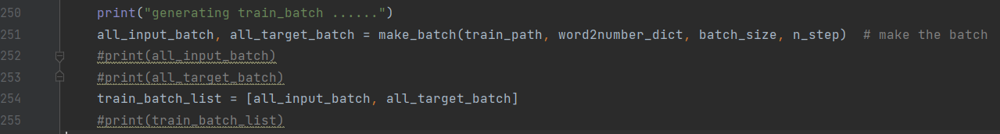 250 print("generating train_batch ......")
251 all_input_batch, all_target_batch = make_batch(train_path, word2number_dict, batch_size, n_step)  # make the batch
252 #print(all_input_batch)
253 #print(all_target_batch)
254 train_batch_list = [all_input_batch, all_target_batch]
255 #print(train_batch_list)